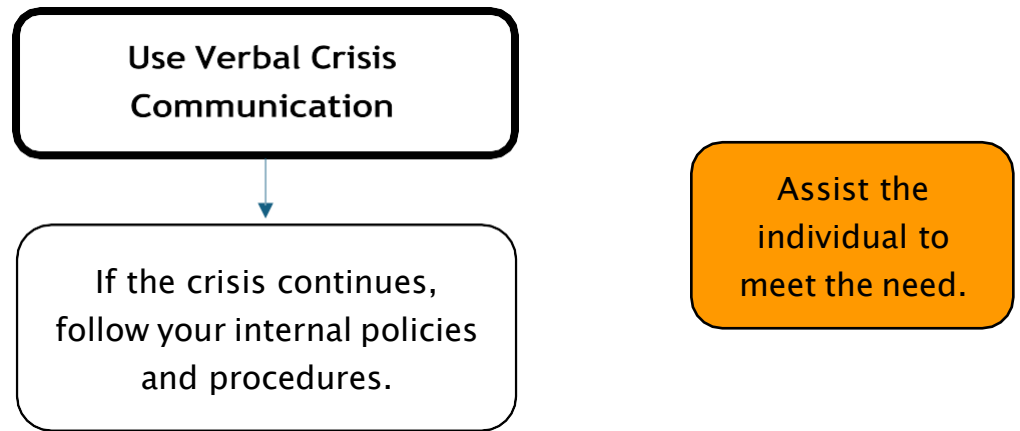 Use Verbal Crisis
Communication
If the crisis continues,
follow your internal policies
and procedures.
Assist the
individual to
meet the need.